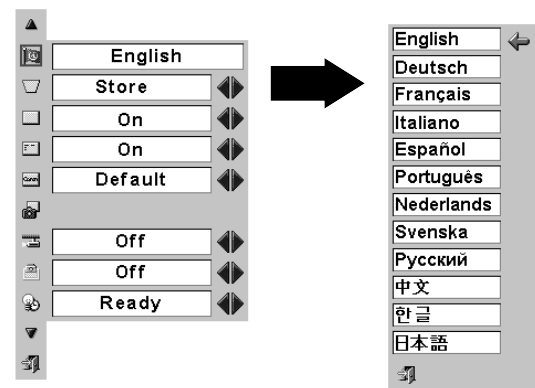 English
Store
On
On
Default
Off
Off
Ready
English
Deutsch
Français
Italiano
Español
Português
Nederlands
Svenska
Русский
中文
한글
日本語